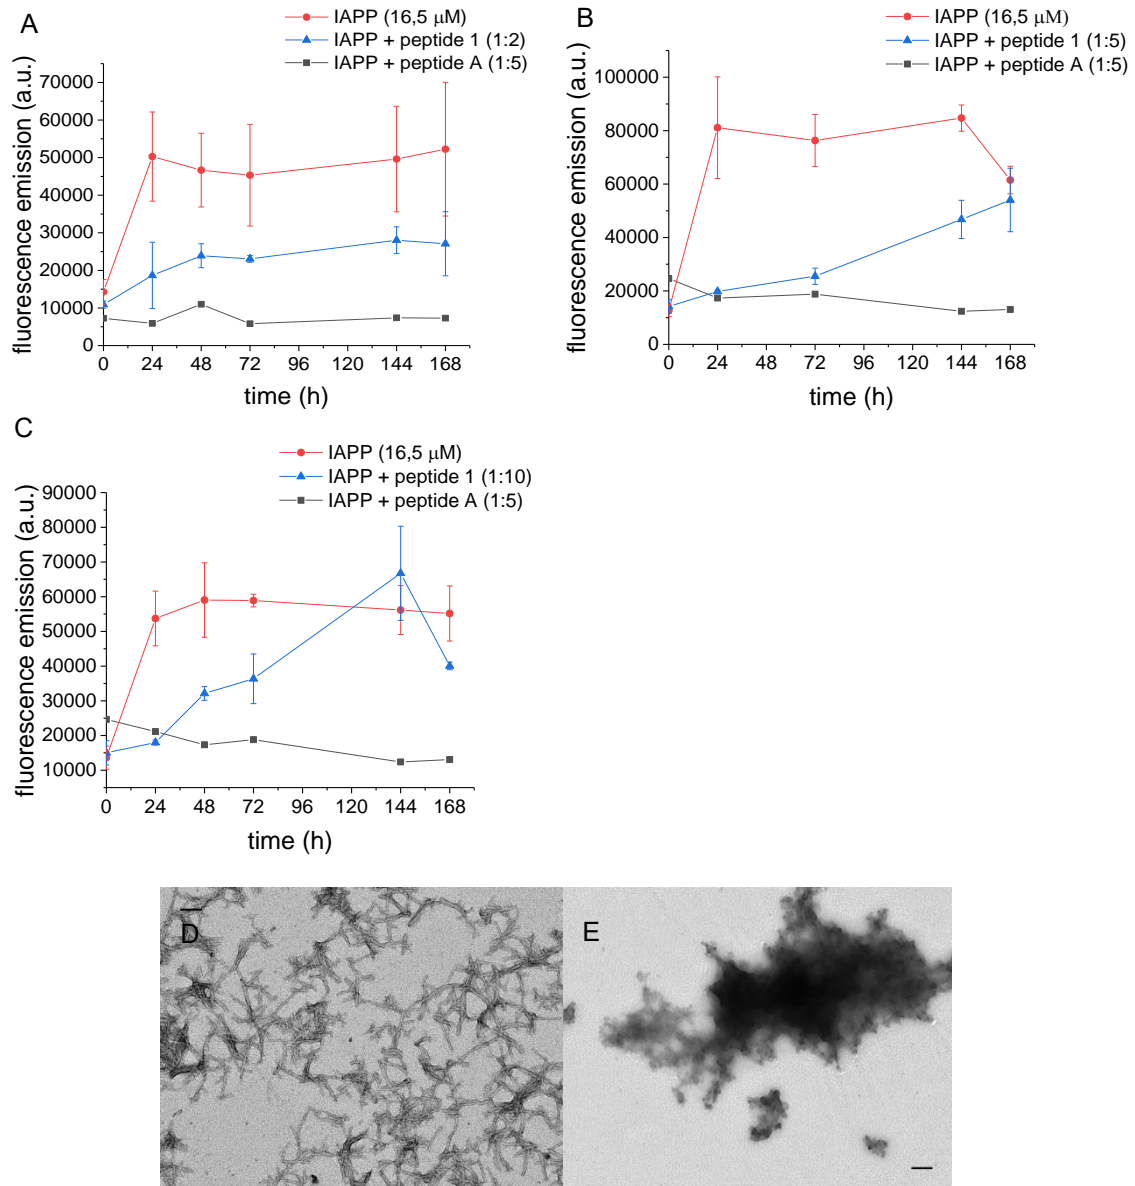 A
IAPP (16,5 μM)
IAPP + peptide 1 (1:2)
IAPP + peptide A (1:5)
fluorescence emission (a.u.)
70000
60000
50000
40000
30000
20000
10000
0
0 24 48 72 96 120 144 168
time (h)
B
IAPP (16,5 μM)
IAPP + peptide 1 (1:5)
IAPP + peptide A (1:5)
fluorescence emission (a.u.)
100000
80000
60000
40000
20000
0
0 24 48 72 96 120 144 168
time (h)
C
IAPP (16,5 μM)
IAPP + peptide 1 (1:10)
IAPP + peptide A (1:5)
fluorescence emission (a.u.)
90000
80000
70000
60000
50000
40000
30000
20000
10000
0 24 48 72 96 120 144 168
time (h)
D
E